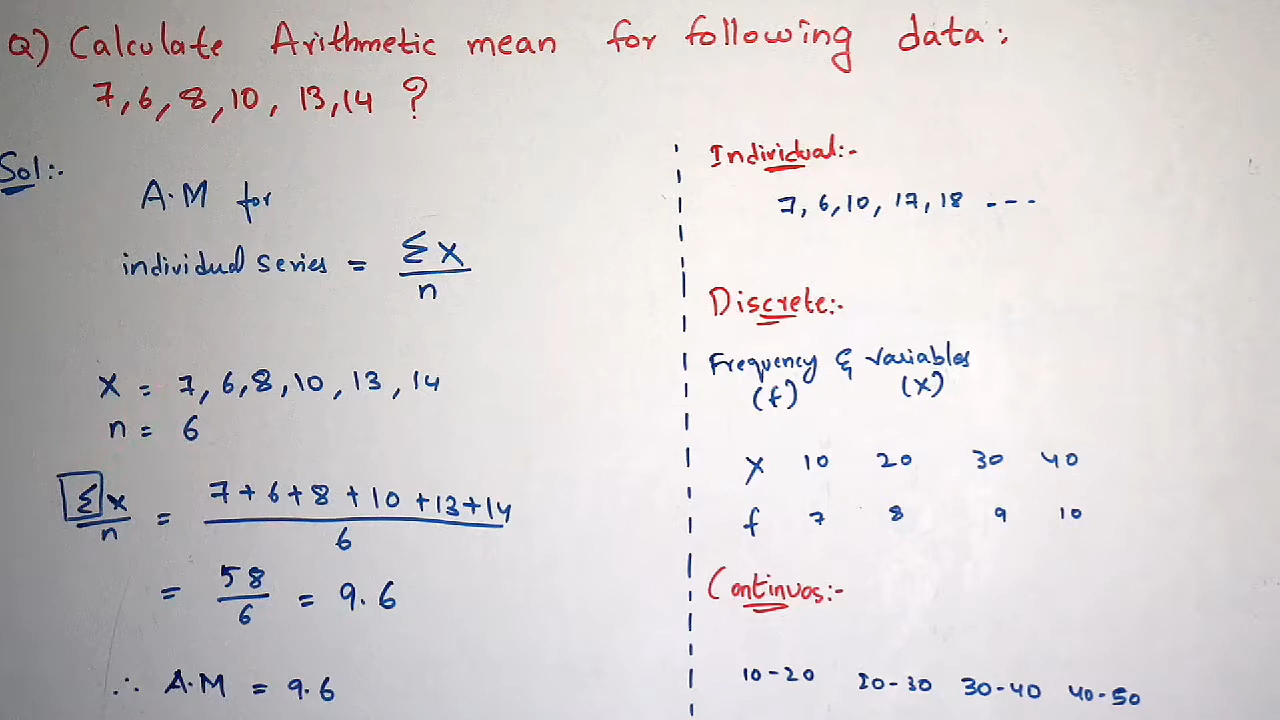 Q) Calculate Arithmetic mean for following data:
7, 6, 8, 10, 13, 14 ?
Sol:-
A.M for
individual series = Σx
n
x = 7, 6, 8, 10, 13, 14
n = 6
Σx
n
= 7+6+8+10+13+14
6
= 58
6
= 9.6
∴ A.M = 9.6
Individual:-
7, 6, 10, 17, 18 ---
Discrete:-
Frequency & Variables
(f) (x)
x 10 20 30 40
f 7 8 9 10
Continuos:-
10-20 20-30 30-40 40-50